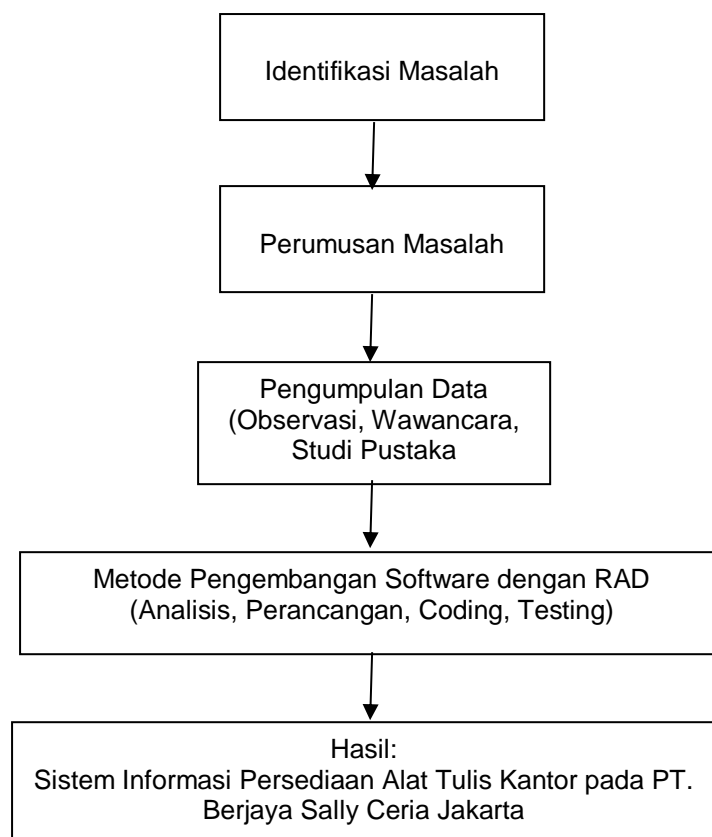 Identifikasi Masalah
Perumusan Masalah
Pengumpulan Data
(Observasi, Wawancara,
Studi Pustaka
Metode Pengembangan Software dengan RAD
(Analisis, Perancangan, Coding, Testing)
Hasil:
Sistem Informasi Persediaan Alat Tulis Kantor pada PT.
Berjaya Sally Ceria Jakarta